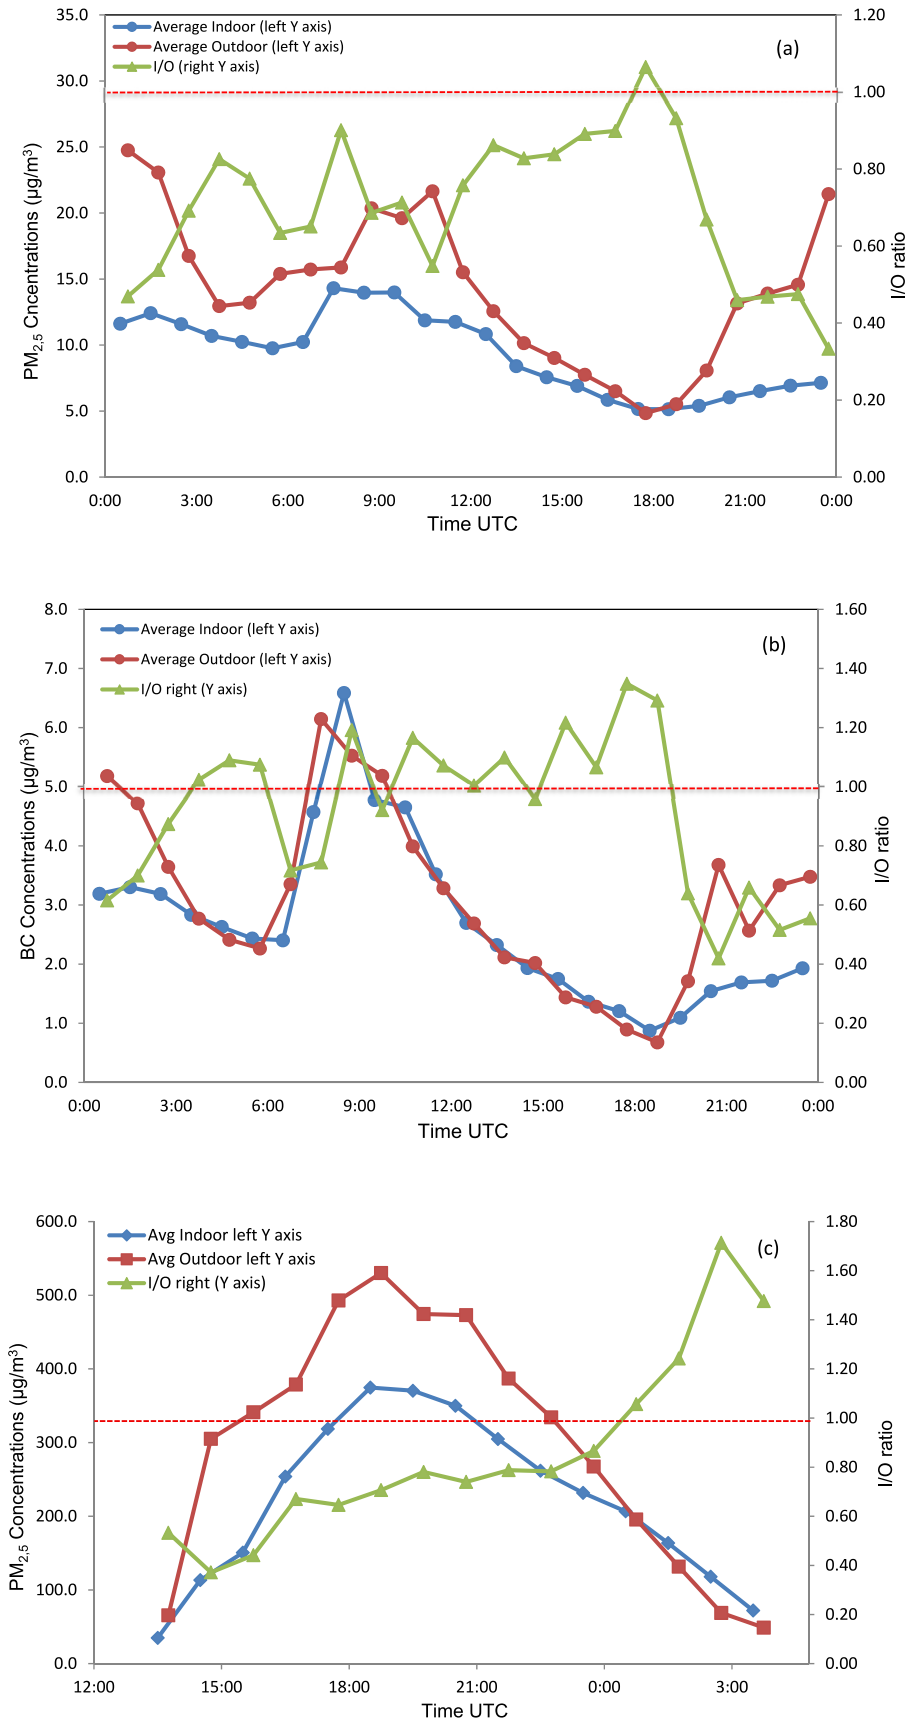 35.0
30.0
25.0
20.0
15.0
10.0
5.0
0.0
PM2,5 Cncentrations (µg/m3)
Average Indoor (left Y axis)
Average Outdoor (left Y axis)
I/O (right Y axis)
(a)
1.20
1.00
0.80
0.60
0.40
0.20
0.00
I/O ratio
0:00 3:00 6:00 9:00 12:00 15:00 18:00 21:00 0:00
Time UTC
8.0
7.0
6.0
5.0
4.0
3.0
2.0
1.0
0.0
BC Concentrations (µg/m3)
Average Indoor (left Y axis)
Average Outdoor (left Y axis)
I/O right (Y axis)
(b)
1.60
1.40
1.20
1.00
0.80
0.60
0.40
0.20
0.00
I/O ratio
0:00 3:00 6:00 9:00 12:00 15:00 18:00 21:00 0:00
Time UTC
600.0
500.0
400.0
300.0
200.0
100.0
0.0
PM2,5 Concentrations (µg/m3)
Avg Indoor left Y axis
Avg Outdoor left Y axis
I/O right (Y axis)
(c)
1.80
1.60
1.40
1.20
1.00
0.80
0.60
0.40
0.20
0.00
I/O ratio
12:00 15:00 18:00 21:00 0:00 3:00
Time UTC